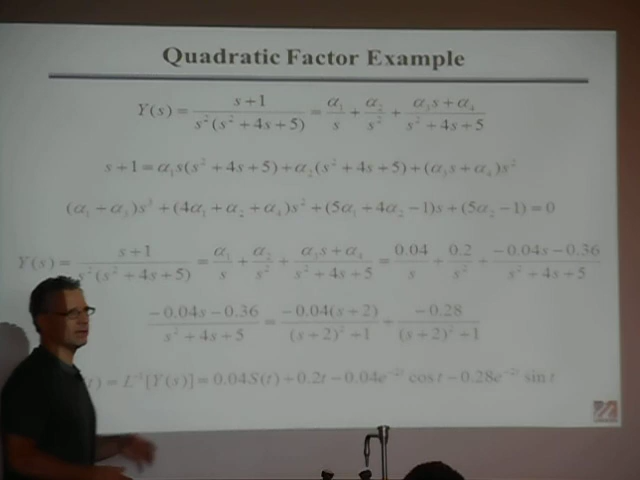 Quadratic Factor Example
Y(s) = s+1 / s²(s²+4s+5) = α₁/s + α₂/s² + α₃s+α₄ / s²+4s+5
s+1 = α₁s(s²+4s+5)+α₂(s²+4s+5)+(α₃s+α₄)s²
(α₁+α₃)s³+(4α₁+α₂+α₄)s²+(5α₁+4α₂−1)s+(5α₂−1)=0
Y(s) = s+1 / s²(s²+4s+5) = α₁/s + α₂/s² + α₃s+α₄ / s²+4s+5 = 0.04/s + 0.2/s² + −0.04s−0.36 / s²+4s+5
−0.04s−0.36 / s²+4s+5 = −0.04(s+2) / (s+2)²+1 + −0.28 / (s+2)²+1
t) = L⁻¹[Y(s)] = 0.04S(t)+0.2t−0.04e⁻²ᵗ cos t−0.28e⁻²ᵗ sin t